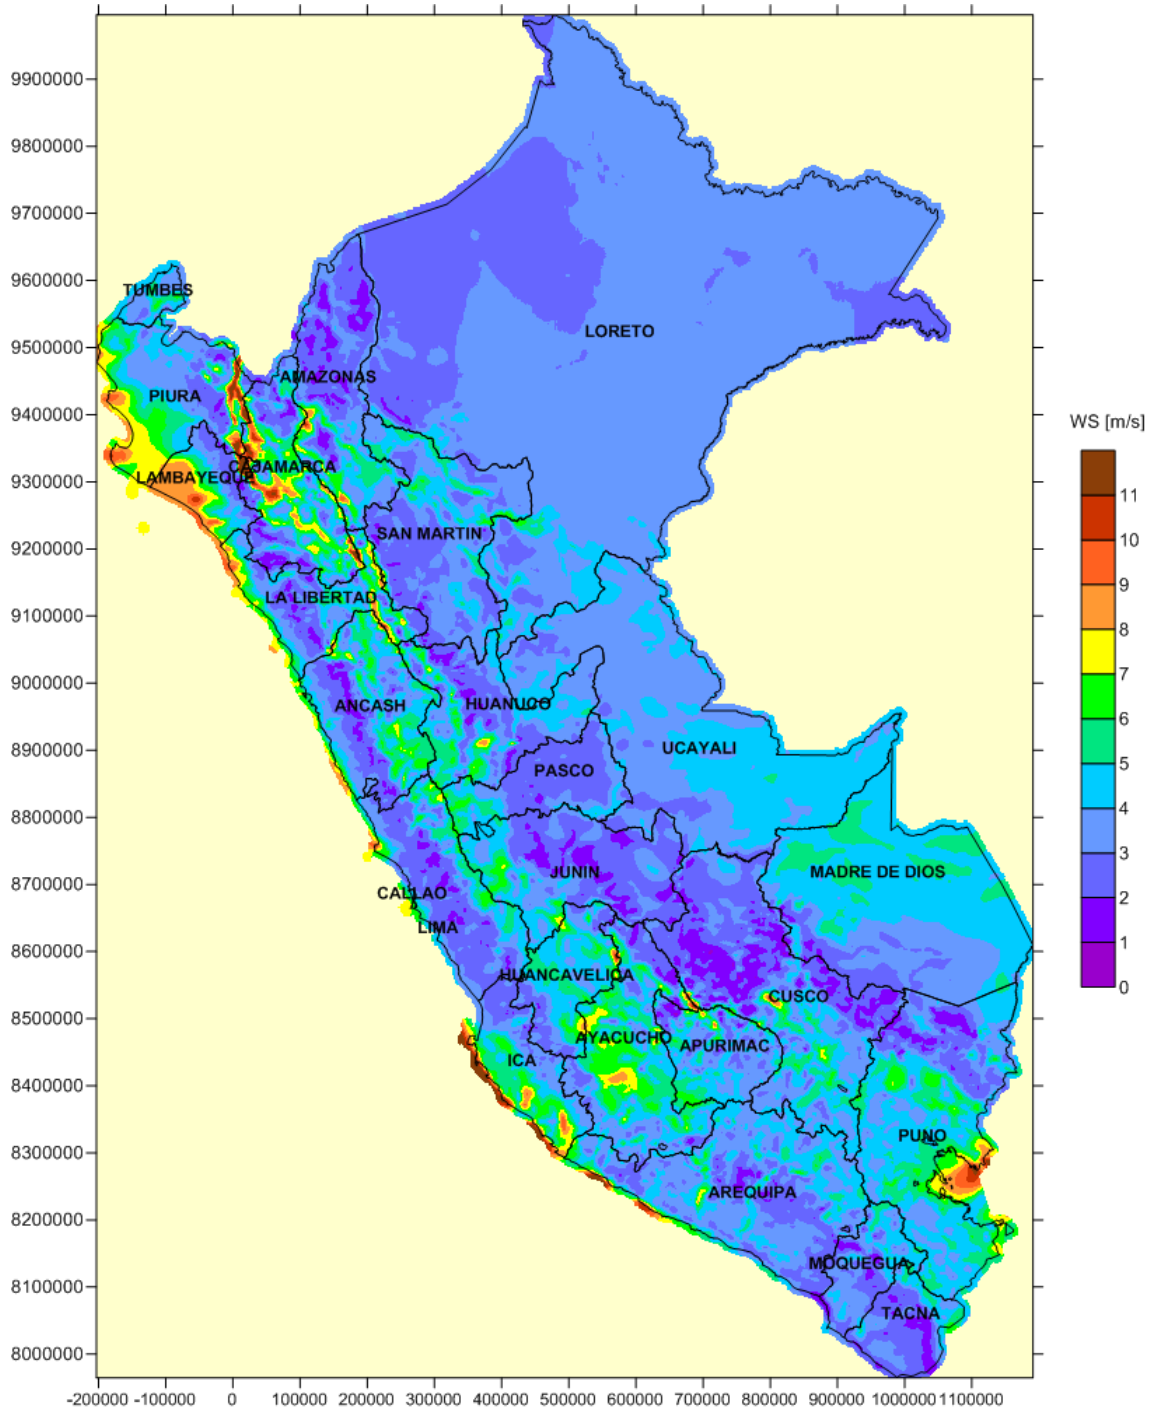 9900000
9800000
9700000
9600000
TUMBES
9500000
LORETO
AMAZONAS
PIURA
9400000
WS [m/s]
CAJAMARCA
LAMBAYEQUE
9300000
11
SAN MARTIN
10
9200000
9
LA LIBERTAD
9100000
8
7
9000000
ANCASH
HUANUCO
6
8900000
UCAYALI
5
PASCO
8800000
4
MADRE DE DIOS
JUNIN
3
8700000
CALLAO
2
LIMA
8600000
1
HUANCAVELICA
0
CUSCO
8500000
AYACUCHO
APURIMAC
ICA
8400000
PUNO
8300000
AREQUIPA
8200000
MOQUEGUA
8100000
TACNA
8000000
-200000 -100000 0 100000 200000 300000 400000 500000 600000 700000 800000 900000 1000000 1100000